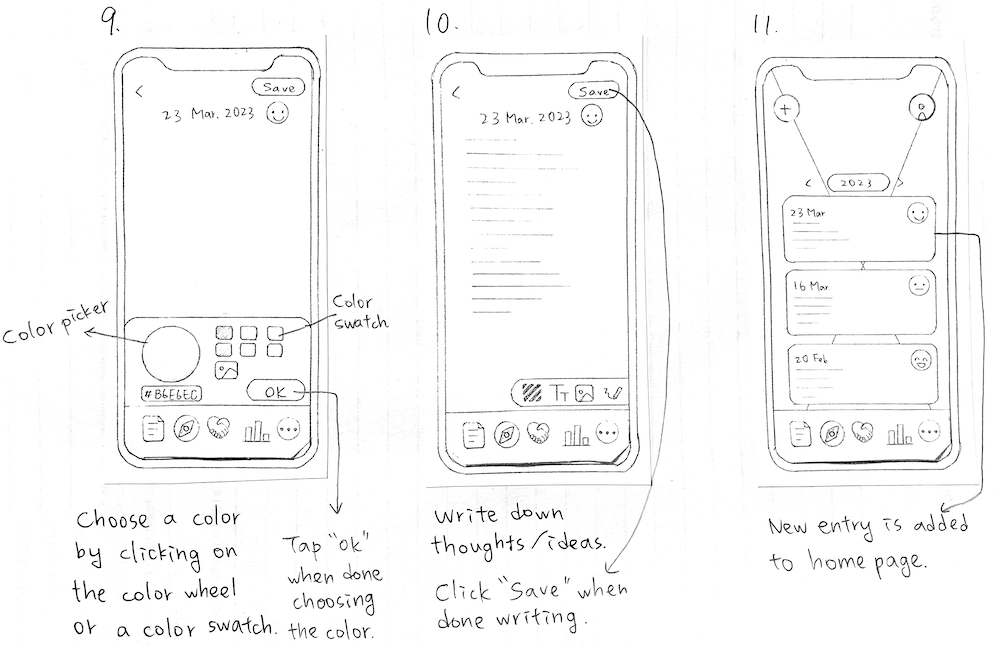 9.
Save
23 Mar. 2023
Color picker
Color
swatch
#B6E6EC
OK
Choose a color
by clicking on
the color wheel
or a color swatch.
Tap "OK"
when done
choosing
the color.
10.
Save
23 Mar. 2023
TT
Write down
thoughts/ideas.
Click "Save" when
done writing.
11.
< 2023 >
23 Mar
16 Mar
20 Feb
New entry is added
to home page.